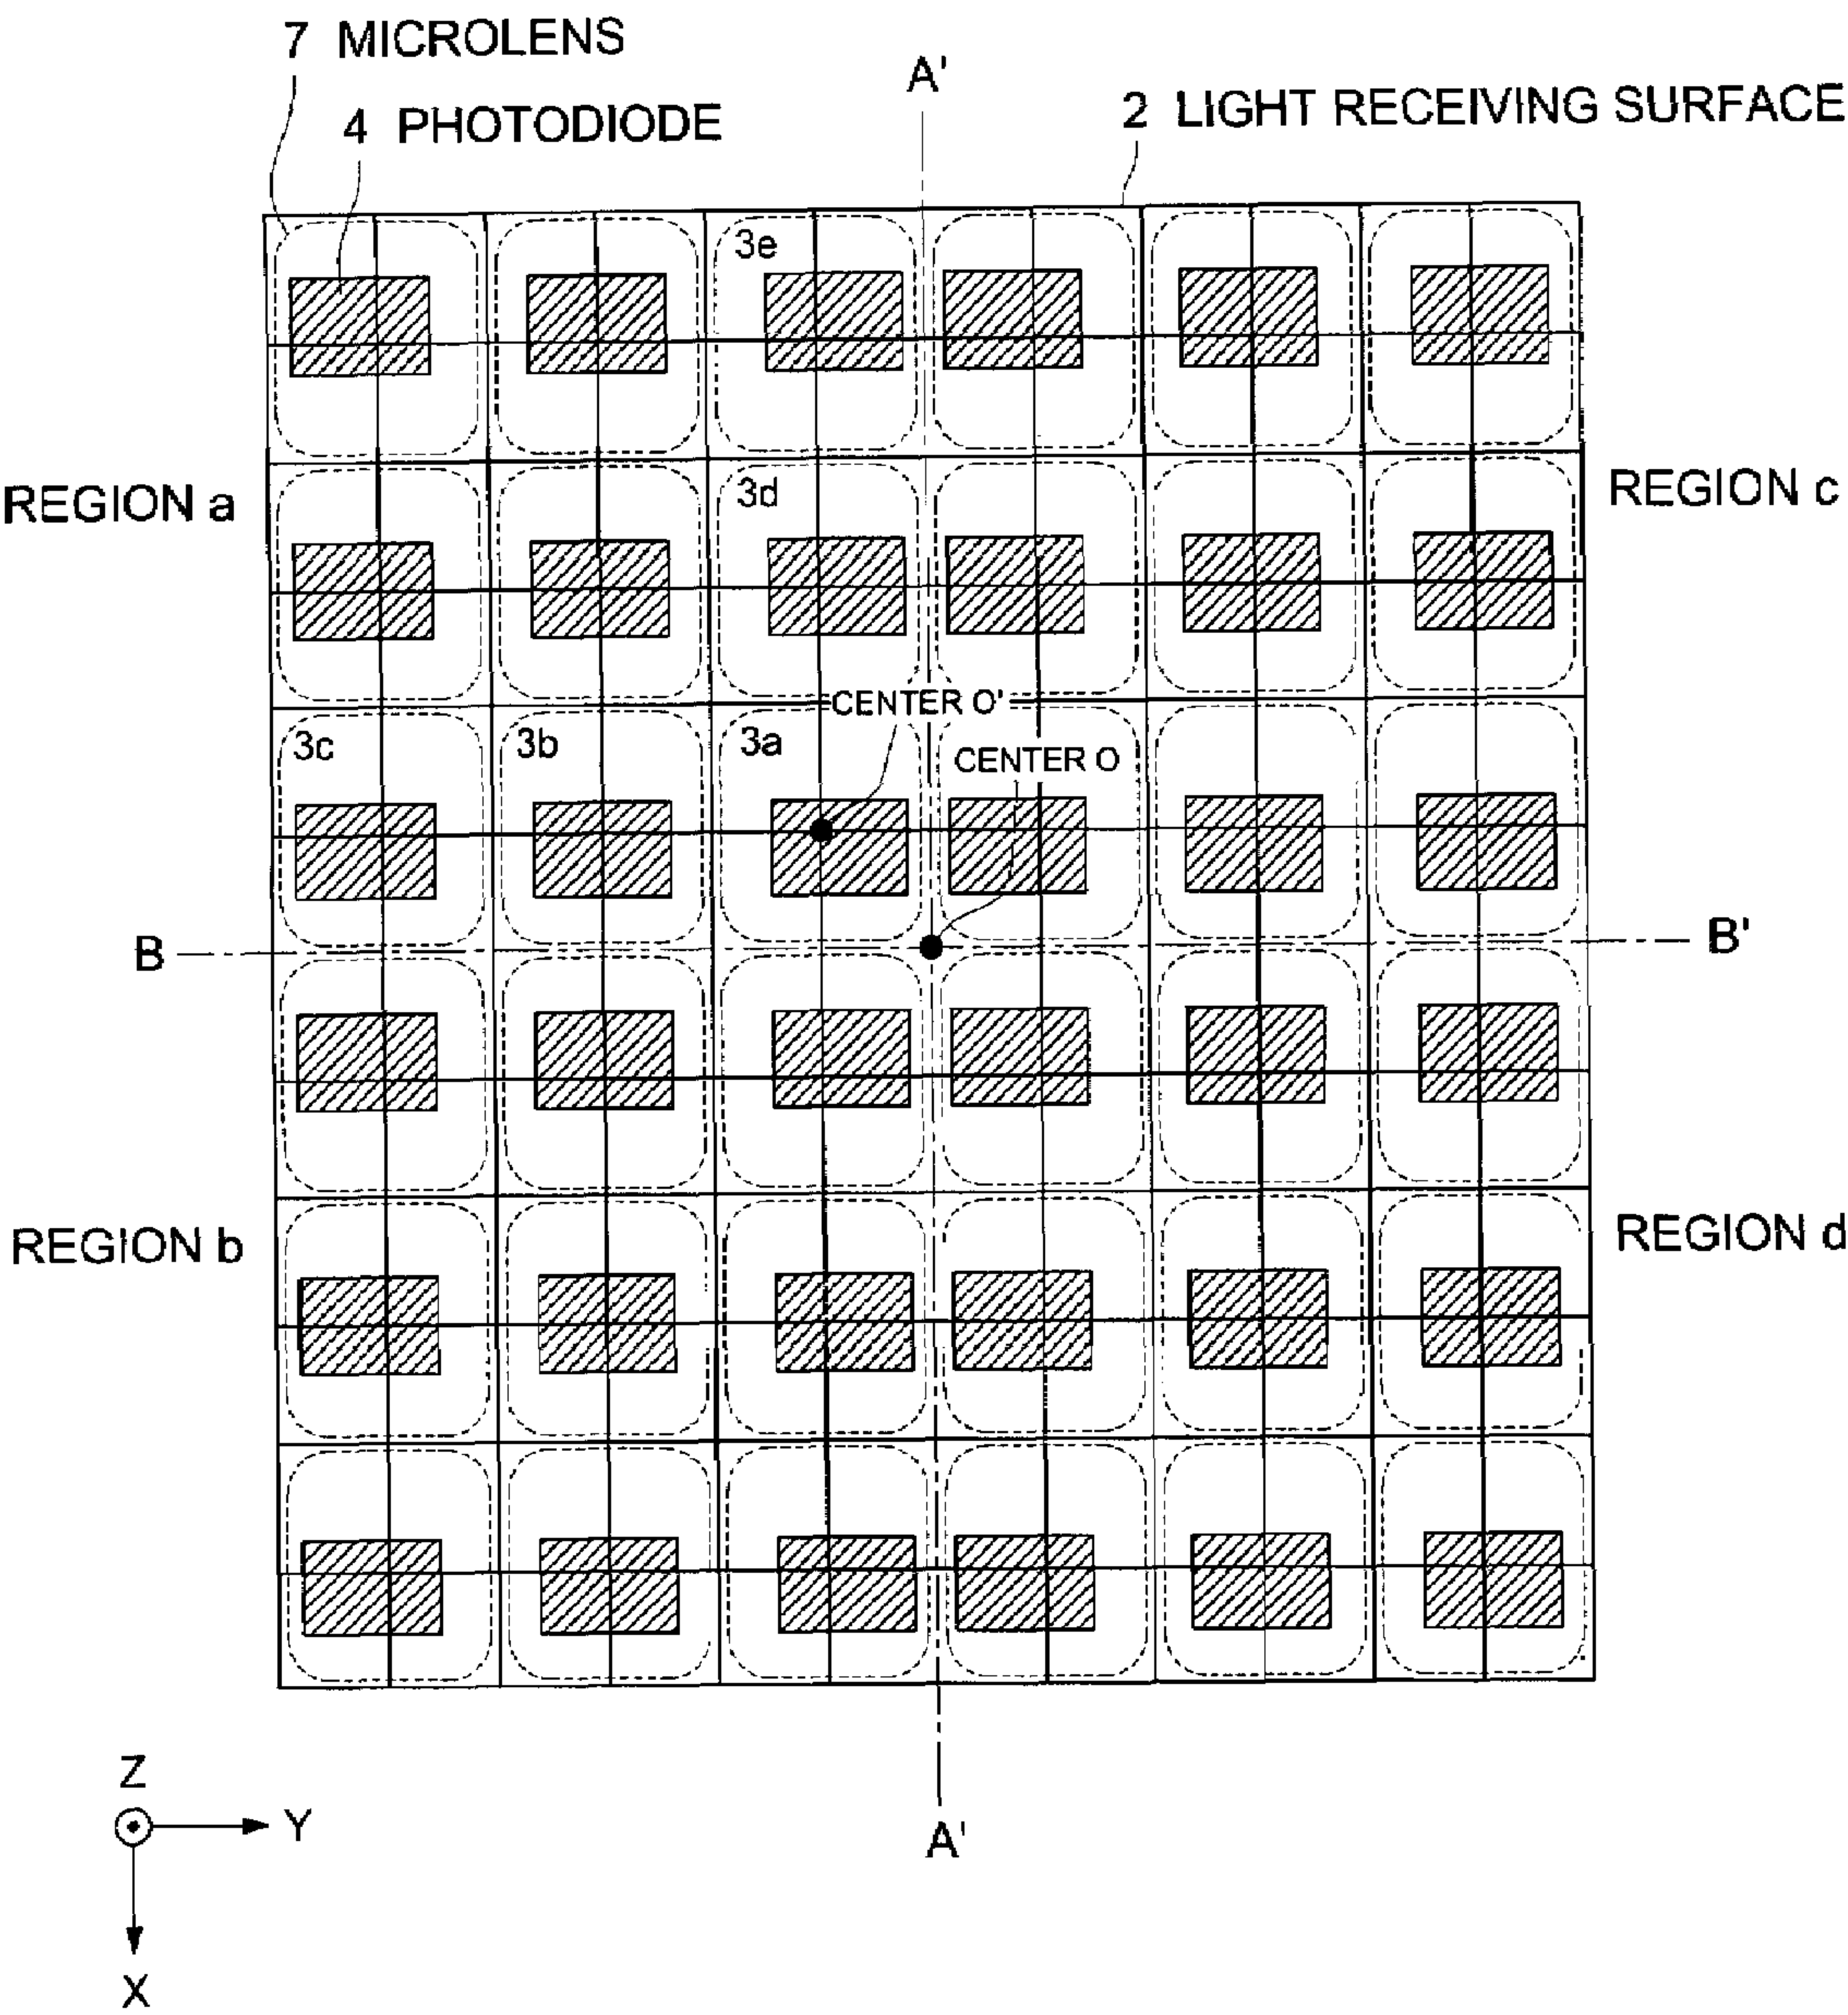 7 MICROLENS
A'
4 PHOTODIODE
2 LIGHT RECEIVING SURFACE
3e
REGION a
3d
REGION c
CENTER O'
3c
3b
3a
CENTER O
B
B'
REGION b
REGION d
Z
Y
A'
X